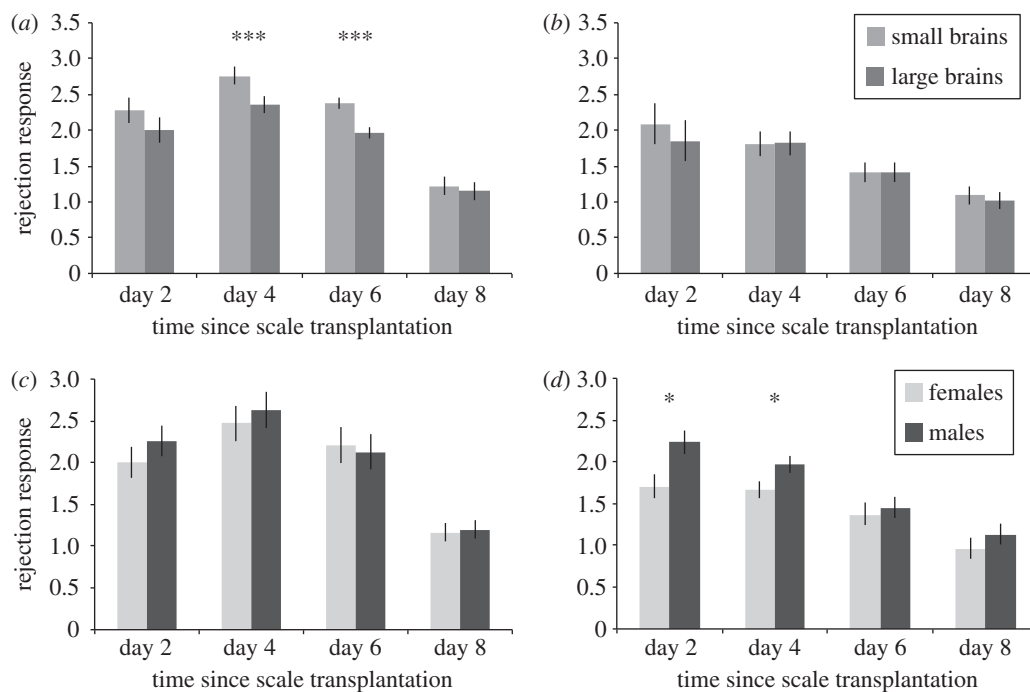 (a)
3.5
3.0
2.5
2.0
1.5
1.0
0.5
0
rejection response
*** ***
day 2 day 4 day 6 day 8
time since scale transplantation
(b)
3.5
3.0
2.5
2.0
1.5
1.0
0.5
0
small brains
large brains
day 2 day 4 day 6 day 8
time since scale transplantation
(c)
3.0
2.5
2.0
1.5
1.0
0.5
0
rejection response
day 2 day 4 day 6 day 8
time since scale transplantation
(d)
3.0
2.5
2.0
1.5
1.0
0.5
0
females
males
* *
day 2 day 4 day 6 day 8
time since scale transplantation